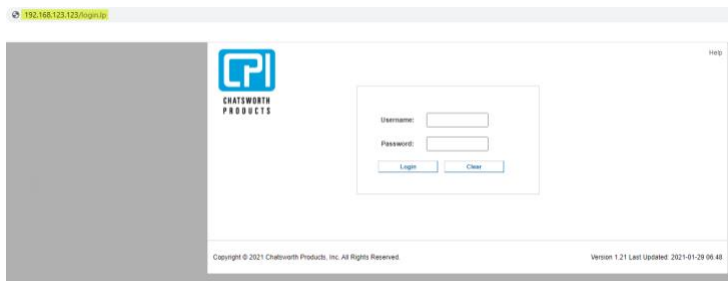 192.168.123.123/login.lp
Help
CPI
CHATSWORTH
PRODUCTS
Username:
Password:
Login Clear
Copyright © 2021 Chatsworth Products, Inc. All Rights Reserved. Version 1.21 Last Updated: 2021-01-29 06:48